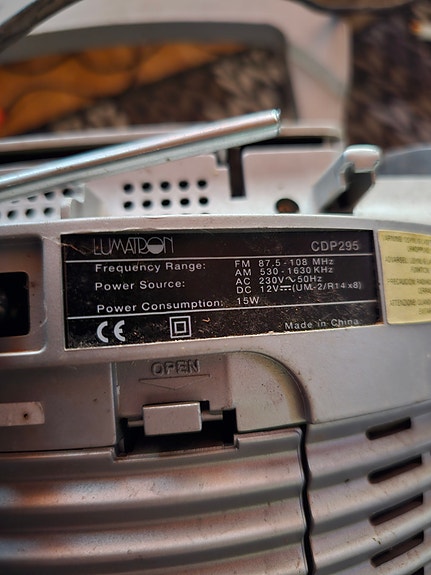 LUMATRON
CDP295
Frequency Range: FM 87.5 - 108 MHz
AM 530 - 1630 KHz
Power Source: AC 230V ~ 50Hz
DC 12V ⎓ (UM-2/R14 x8)
Power Consumption: 15W
CE
Made in China
OPEN